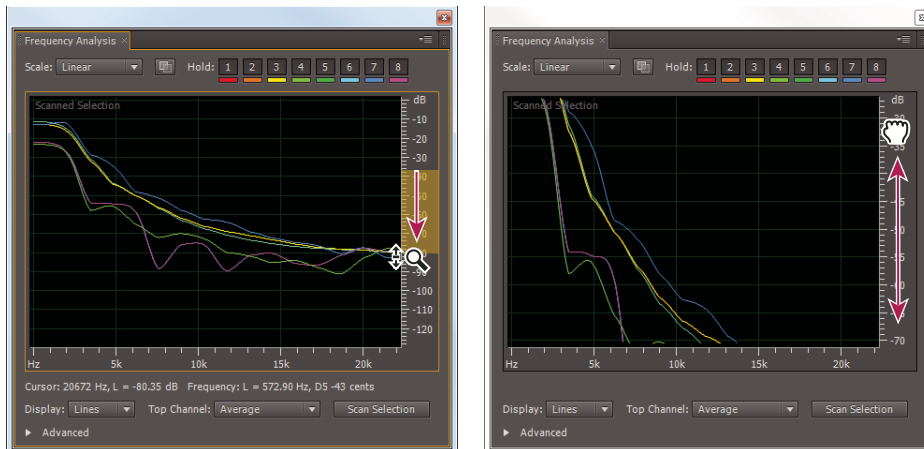 Frequency Analysis ×
Scale: Linear Hold: 1 2 3 4 5 6 7 8
Scanned Selection
dB
-10
-20
-30
-80
-90
-100
-110
-120
Hz 5k 10k 15k 20k
Cursor: 20672 Hz, L = -80.35 dB Frequency: L = 572.90 Hz, D5 -43 cents
Display: Lines Top Channel: Average Scan Selection
Advanced
Frequency Analysis ×
Scale: Linear Hold: 1 2 3 4 5 6 7 8
Scanned Selection
dB
-35
-70
Hz 5k 10k 15k 20k
Display: Lines Top Channel: Average Scan Selection
Advanced